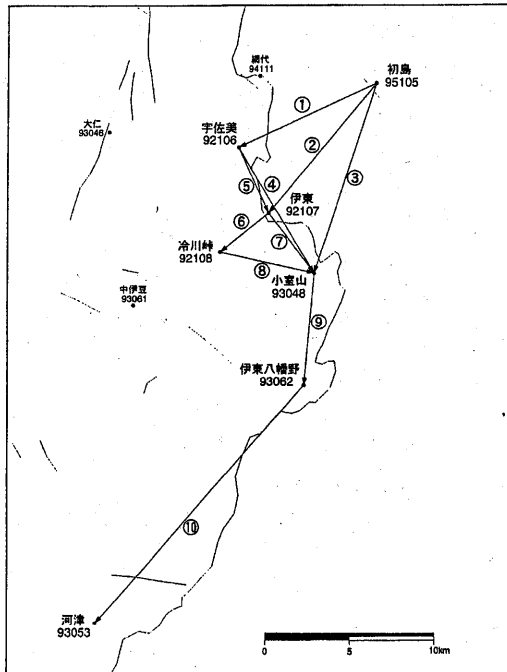 網代
94111
初島
95105
①
大仁
93046
宇佐美
92106
②
③
⑤
④
伊東
92107
⑥
⑦
冷川峠
92108
⑧
小室山
93048
中伊豆
93061
⑨
伊東八幡野
93062
⑩
河津
93053
0
5
10km